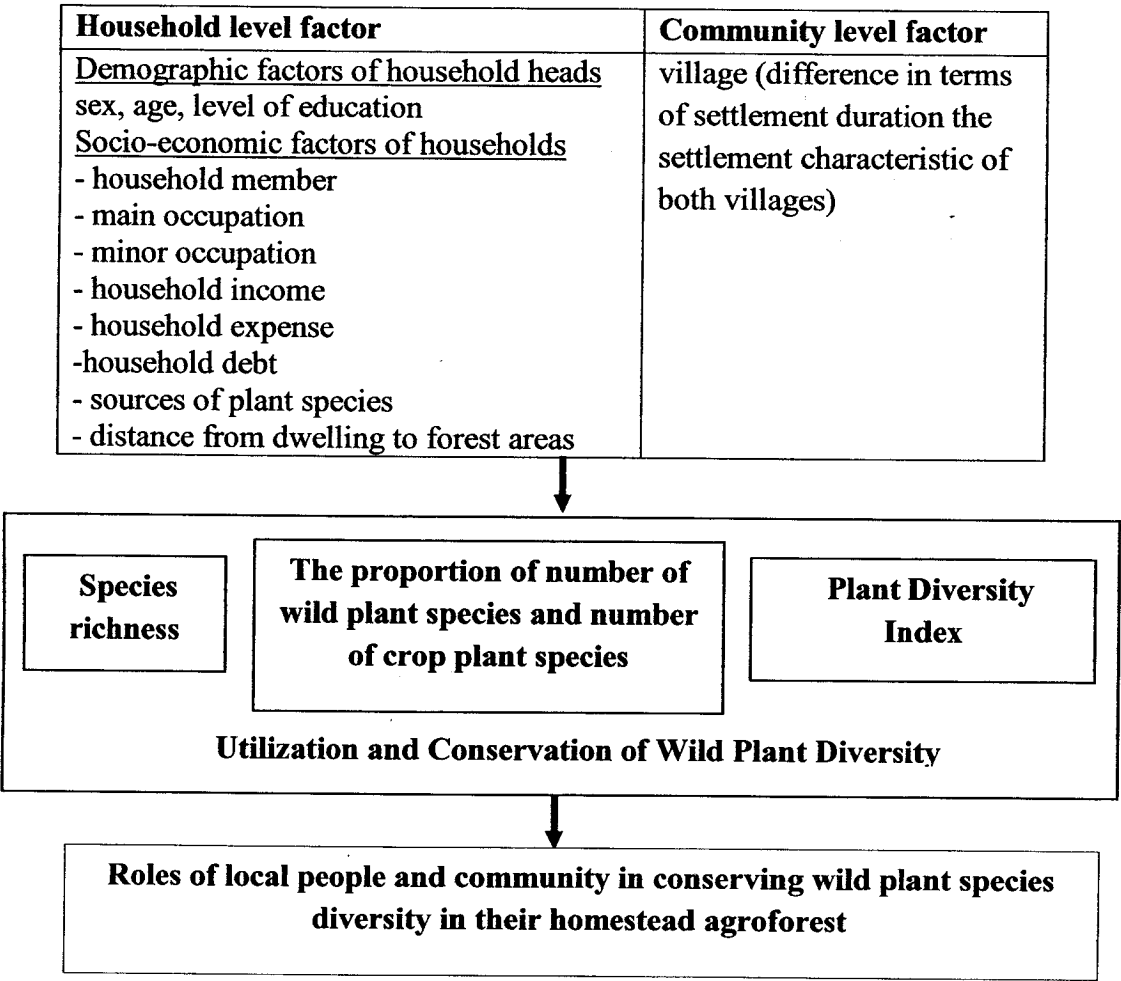 Household level factor
Demographic factors of household heads
sex, age, level of education
Socio-economic factors of households
- household member
- main occupation
- minor occupation
- household income
- household expense
-household debt
- sources of plant species
- distance from dwelling to forest areas
Community level factor
village (difference in terms
of settlement duration the
settlement characteristic of
both villages)
Species
richness
The proportion of number of
wild plant species and number
of crop plant species
Plant Diversity
Index
Utilization and Conservation of Wild Plant Diversity
Roles of local people and community in conserving wild plant species
diversity in their homestead agroforest